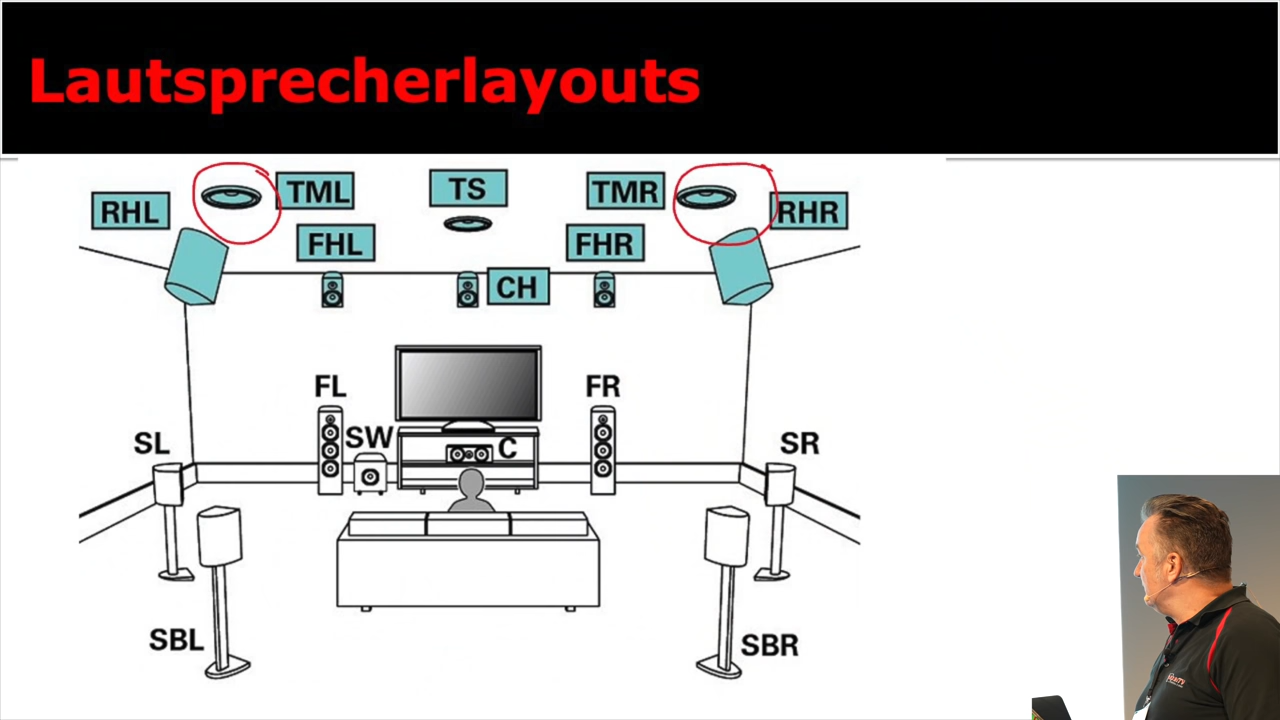 Lautsprecherlayouts
TML
TS
TMR
RHL
RHR
FHL
FHR
CH
FL
FR
SW
C
SL
SR
SBL
SBR